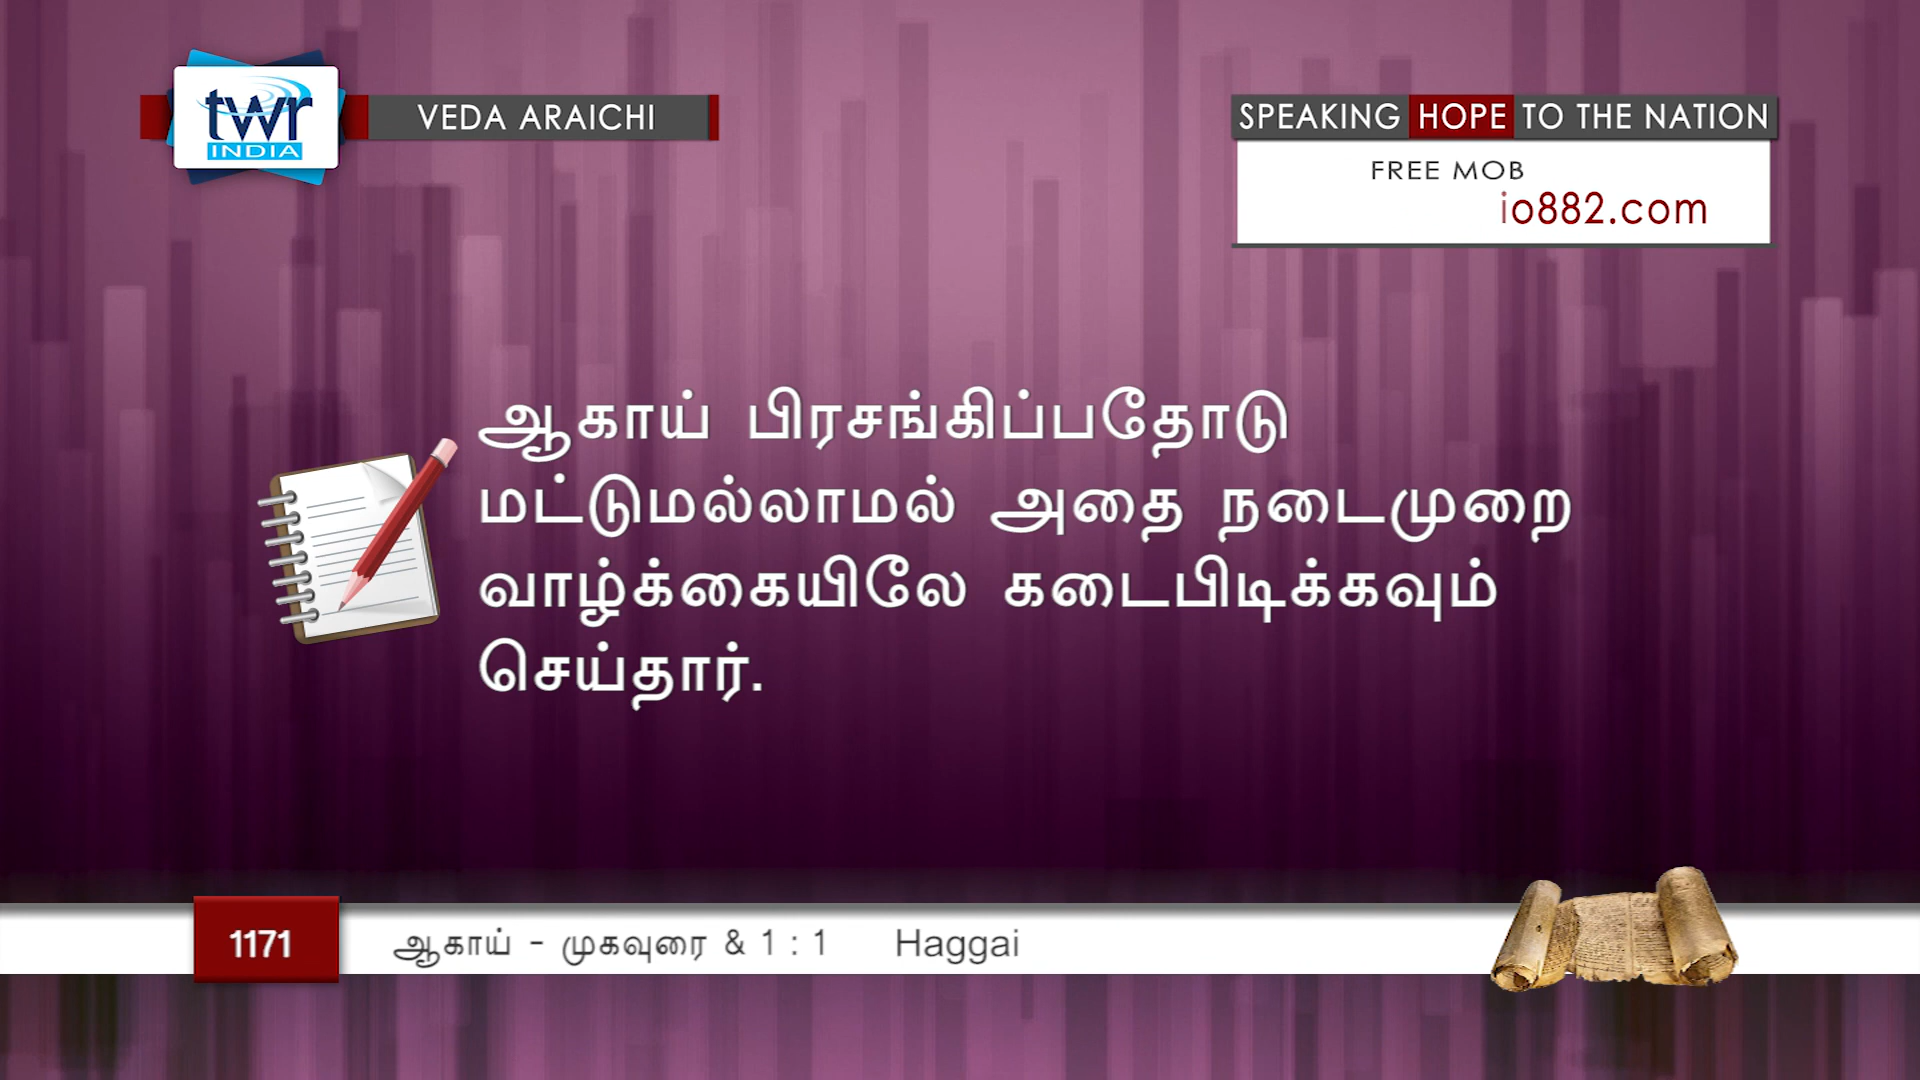 twr
INDIA
VEDA ARAICHI
SPEAKING HOPE TO THE NATION
FREE MOB
io882.com
ஆகாய் பிரசங்கிப்பதோடு
மட்டுமல்லாமல் அதை நடைமுறை
வாழ்க்கையிலே கடைபிடிக்கவும்
செய்தார்.
1171 ஆகாய் - முகவுரை & 1 : 1 Haggai